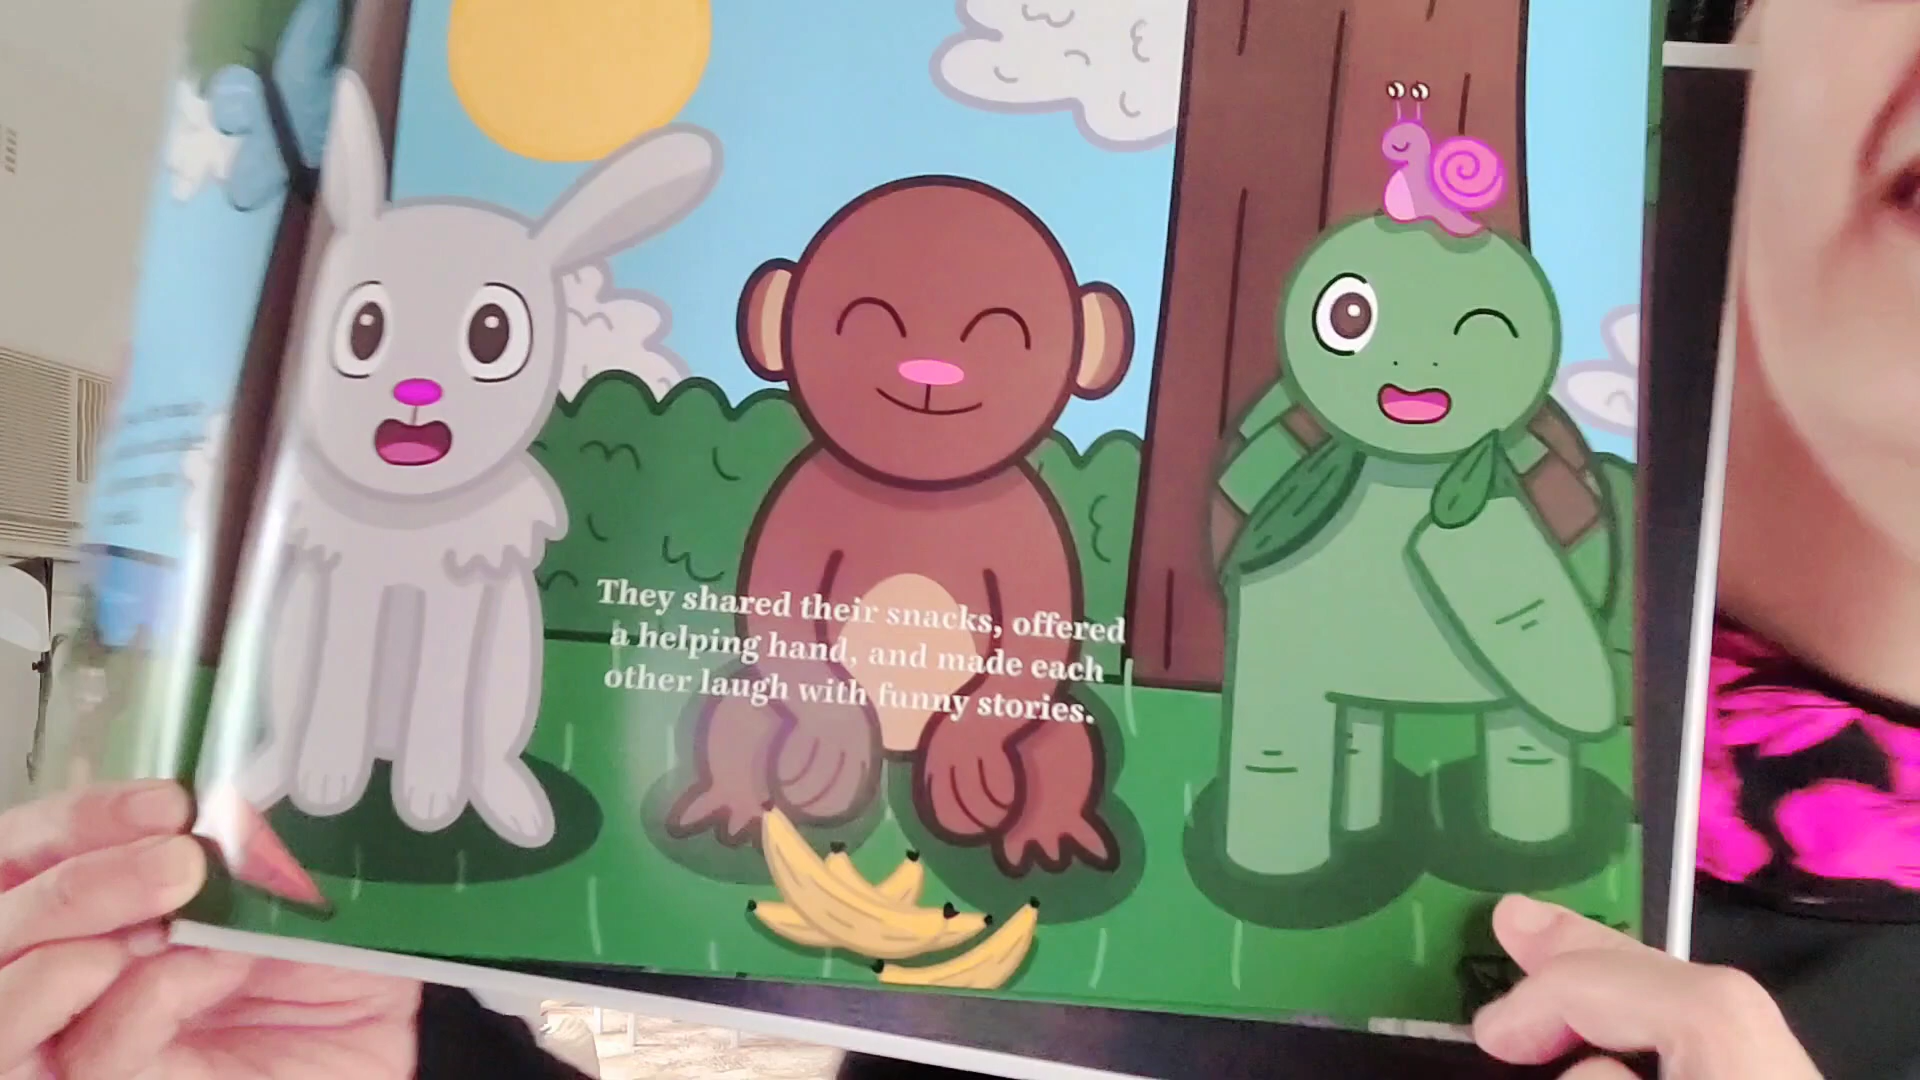 They shared their snacks, offered
a helping hand, and made each
other laugh with funny stories.